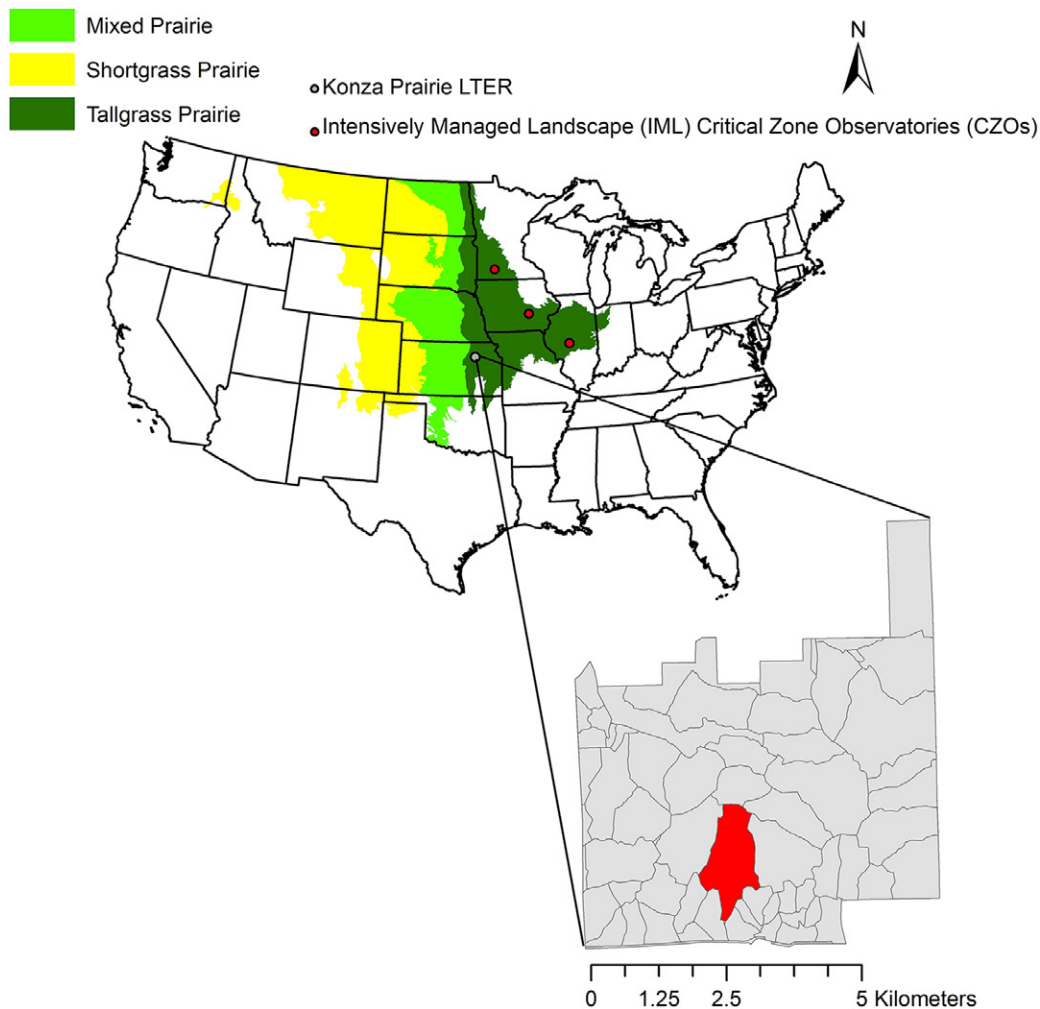 Mixed Prairie
Shortgrass Prairie
Tallgrass Prairie
N
Konza Prairie LTER
Intensively Managed Landscape (IML) Critical Zone Observatories (CZOs)
0 1.25 2.5 5 Kilometers